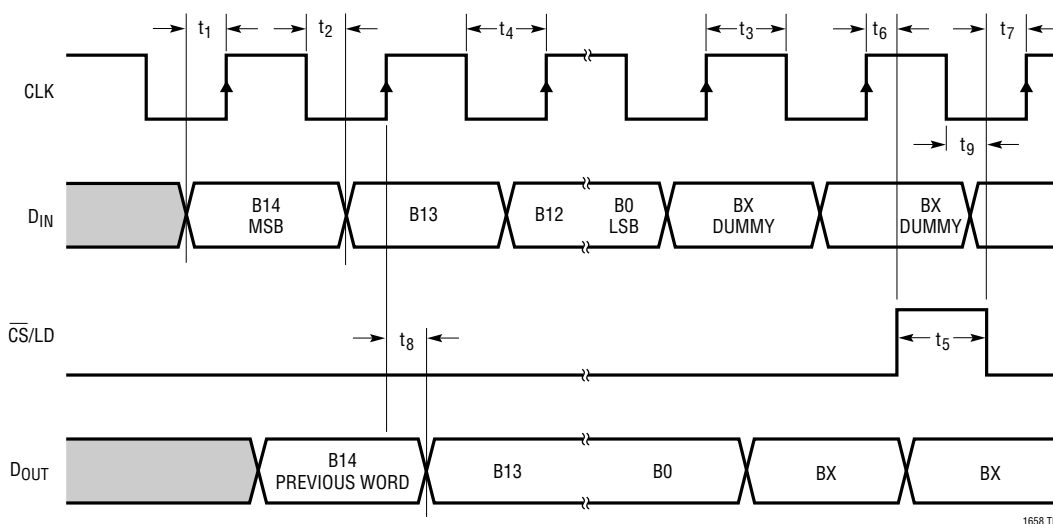 t1 t2 t4 t3 t6 t7
CLK
t9
DIN
B14
MSB
B13
B12
B0
LSB
BX
DUMMY
BX
DUMMY
CS/LD
t8
t5
DOUT
B14
PREVIOUS WORD
B13
B0
BX
BX